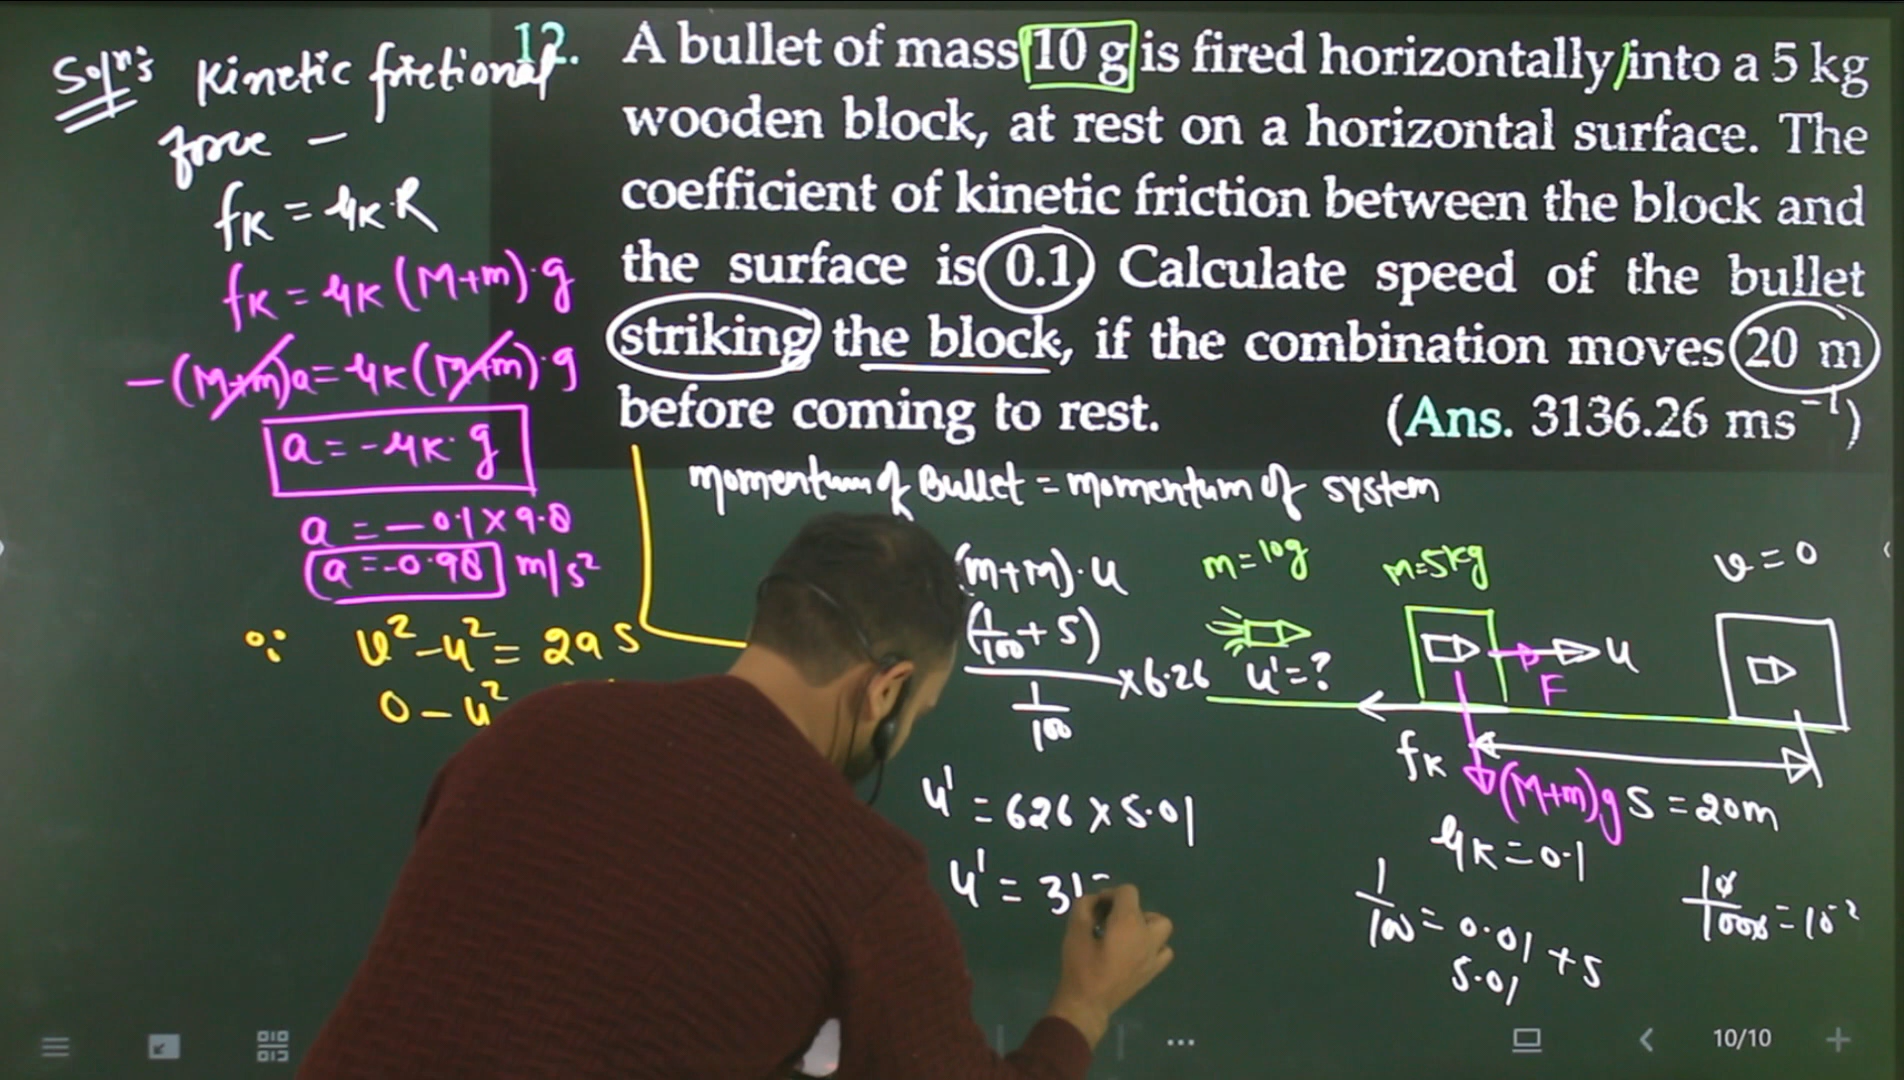 12. A bullet of mass 10 g is fired horizontally into a 5 kg
wooden block, at rest on a horizontal surface. The
coefficient of kinetic friction between the block and
the surface is 0.1. Calculate speed of the bullet
striking the block, if the combination moves 20 m
before coming to rest. (Ans. 3136.26 ms⁻¹)
Solⁿ: Kinetic frictional
force -
fK = μK.R
fK = μK (M+m)·g
-(M+m)a = μK (M+m)·g
a = -μK·g
a = -0.1 × 9.8
a = -0.98 m/s²
∵ v² - u² = 2as
0 - u²
momentum of Bullet = momentum of system
(m+M)·u
(1/100 + 5)
× 6.26
1/100
u' = 626 × 5.01
u' = 313
m = 10g
u' = ?
M = 5kg
u
F
v = 0
fK
(M+m)g
S = 20m
μK = 0.1
1/100 = 0.01 + 5
5.01
10/1000 = 10⁻²
10/10